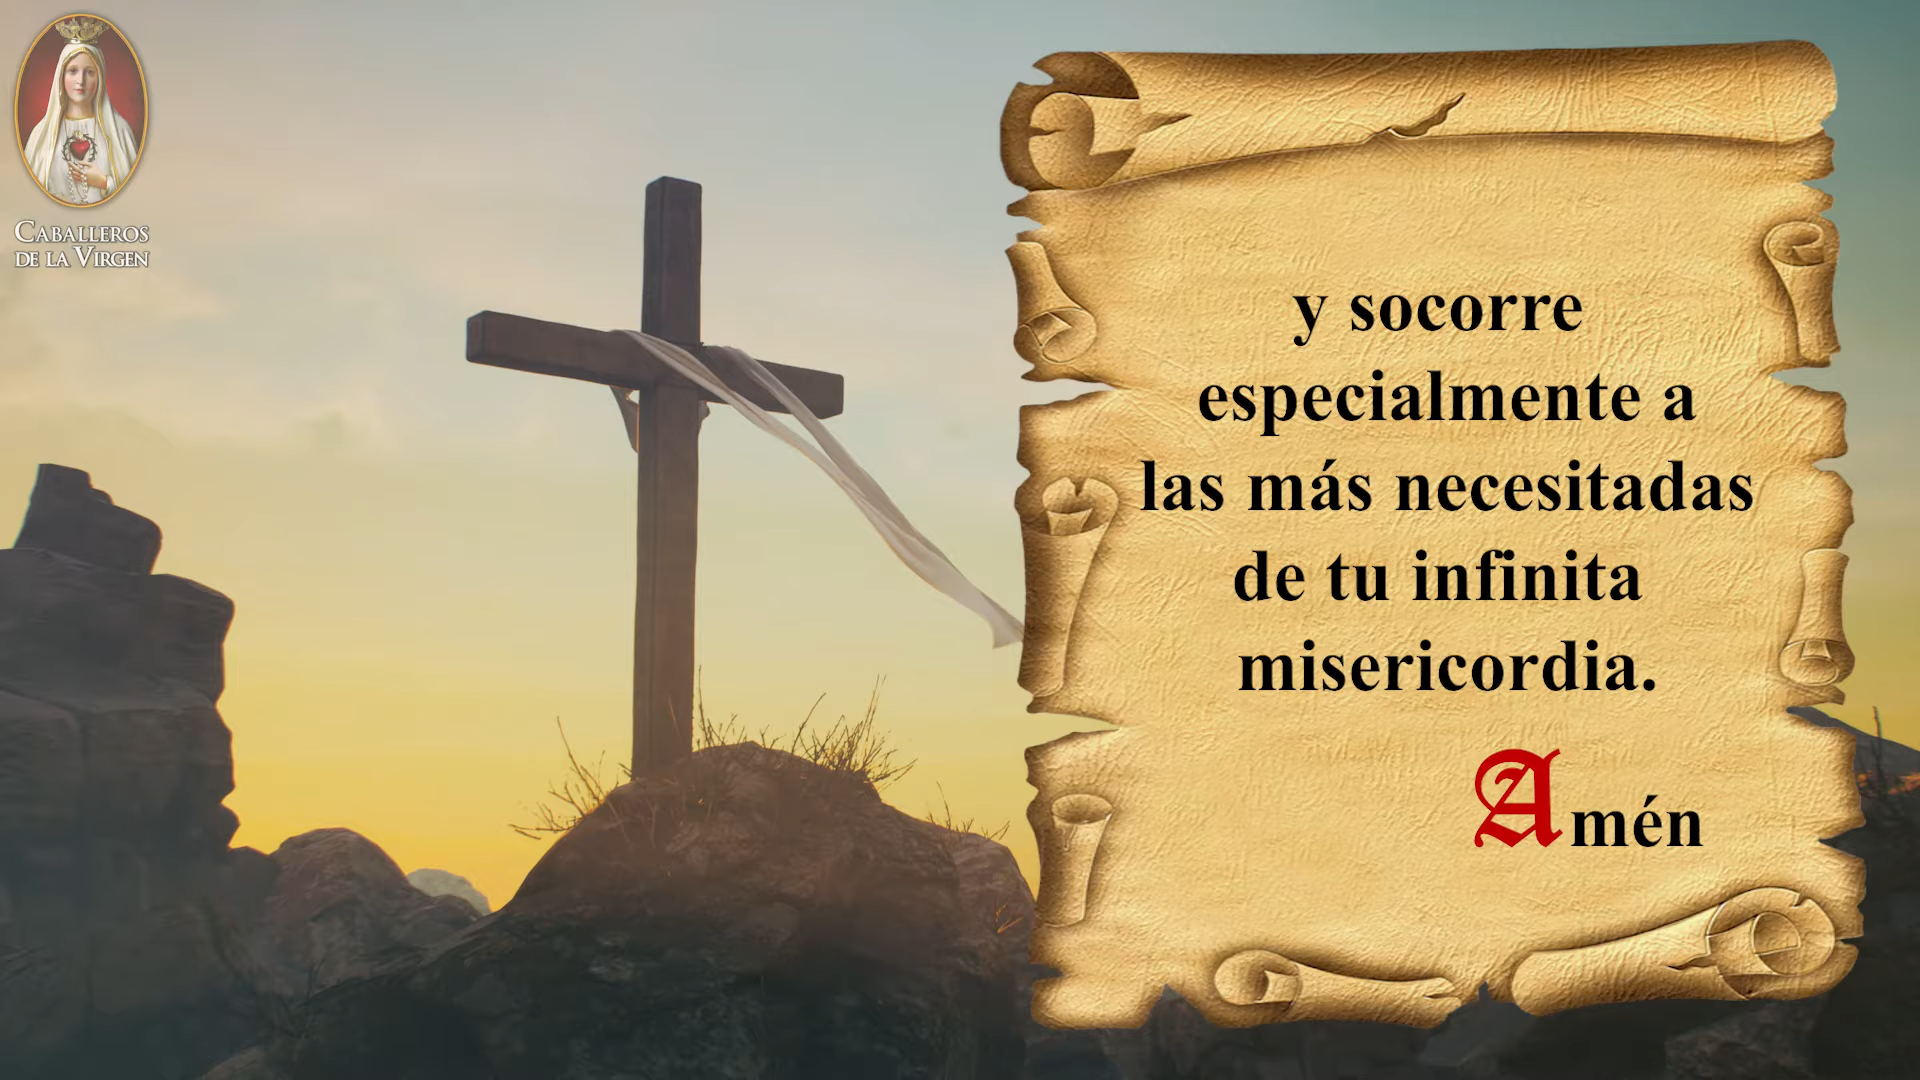 CABALLEROS
DE LA VIRGEN
y socorre
especialmente a
las más necesitadas
de tu infinita
misericordia.
Amén